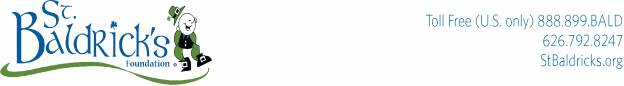 St.
Baldrick's
Foundation
Toll Free (U.S. only) 888.899.BALD
626.792.8247
StBaldricks.org